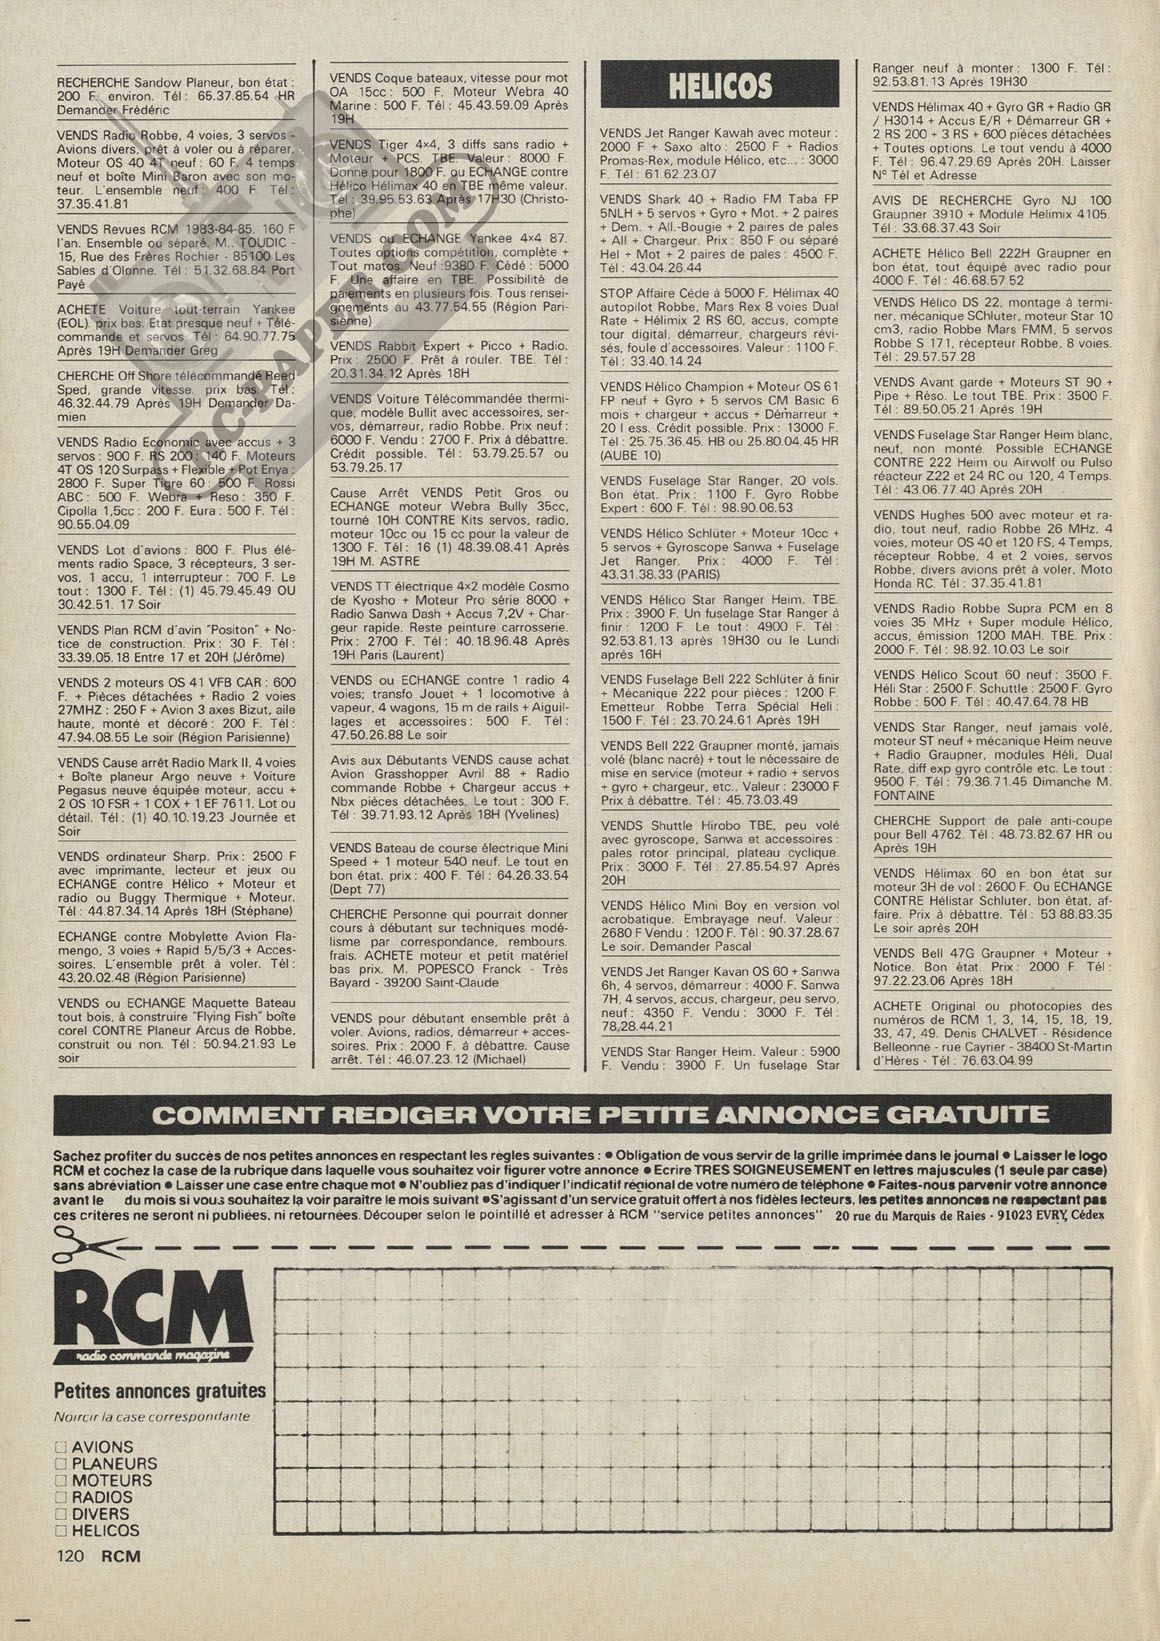 RECHERCHE Sandow Planeur, bon état :
200 F. environ. Tél : 65.37.85.54 HR
Demander Frédéric
VENDS Radio Robbe, 4 voies, 3 servos -
Avions divers, prêt à voler ou à réparer,
Moteur OS 40 4T neuf : 60 F. 4 temps
neuf et boîte Mini Baron avec son mo-
teur. L'ensemble neuf : 400 F. Tél :
37.35.41.81
VENDS Revues RCM 1983-84-85. 160 F
l'an. Ensemble ou séparé. M.. TOUDIC -
15, Rue des Frères Rochier - 85100 Les
Sables d'Olonne. Tél : 51.32.68.84 Port
Payé
ACHETE Voiture tout-terrain Yankee
(EOL), prix bas. Etat presque neuf + Télé-
commande et servos. Tél : 64.90.77.75
Après 19H Demander Greg
CHERCHE Off Shore télécommandé Reed
Sped, grande vitesse, prix bas. Tél :
46.32.44.79 Après 19H Demander Da-
mien
VENDS Radio Economic avec accus + 3
servos : 900 F. RS 200 : 140 F. Moteurs
4T OS 120 Surpass + Flexible + Pot Enya :
2800 F. Super Tigre 60 : 500 F. Rossi
ABC : 500 F. Webra + Reso : 350 F.
Cipolla 1,5cc : 200 F. Eura : 500 F. Tél :
90.55.04.09
VENDS Lot d'avions : 800 F. Plus élé-
ments radio Space, 3 récepteurs, 3 ser-
vos, 1 accu, 1 interrupteur : 700 F. Le
tout : 1300 F. Tél : (1) 45.79.45.49 OU
30.42.51. 17 Soir
VENDS Plan RCM d'avin "Positon" + No-
tice de construction. Prix : 30 F. Tél :
33.39.05.18 Entre 17 et 20H (Jérôme)
VENDS 2 moteurs OS 41 VFB CAR : 600
F. + Pièces détachées + Radio 2 voies
27MHZ : 250 F + Avion 3 axes Bizut, aile
haute, monté et décoré : 200 F. Tél :
47.94.08.55 Le soir (Région Parisienne)
VENDS Cause arrêt Radio Mark II, 4 voies
+ Boîte planeur Argo neuve + Voiture
Pegasus neuve équipée moteur, accu +
2 OS 10 FSR + 1 COX + 1 EF 7611. Lot ou
détail. Tél : (1) 40.10.19.23 Journée et
Soir
VENDS ordinateur Sharp. Prix : 2500 F
avec imprimante, lecteur et jeux ou
ECHANGE contre Hélico + Moteur et
radio ou Buggy Thermique + Moteur.
Tél : 44.87.34.14 Après 18H (Stéphane)
ECHANGE contre Mobylette Avion Fla-
mengo, 3 voies + Rapid 5/5/3 + Acces-
soires. L'ensemble prêt à voler. Tél :
43.20.02.48 (Région Parisienne)
VENDS ou ECHANGE Maquette Bateau
tout bois, à construire "Flying Fish" boîte
corel CONTRE Planeur Arcus de Robbe,
construit ou non. Tél : 50.94.21.93 Le
soir
VENDS Coque bateaux, vitesse pour mot
OA 15cc : 500 F. Moteur Webra 40
Marine : 500 F. Tél : 45.43.59.09 Après
19H
VENDS Tiger 4×4, 3 diffs sans radio +
Moteur + PCS. TBE. Valeur : 8000 F.
Donne pour 1800 F. ou ECHANGE contre
Hélico Hélimax 40 en TBE même valeur.
Tél : 39.95.53.63 Après 17H30 (Christo-
phe)
VENDS ou ECHANGE Yankee 4×4 87.
Toutes options compétition, complète +
Tout matos. Neuf :9380 F. Cédé : 5000
F. Une affaire en TBE. Possibilité de
paiements en plusieurs fois. Tous rensei-
gnements au 43.77.54.55 (Région Pari-
sienne)
VENDS Rabbit Expert + Picco + Radio.
Prix : 2500 F. Prêt à rouler. TBE. Tél :
20.31.34.12 Après 18H
VENDS Voiture Télécommandée thermi-
que, modèle Bullit avec accessoires, ser-
vos, démarreur, radio Robbe. Prix neuf :
6000 F. Vendu : 2700 F. Prix à débattre.
Crédit possible. Tél : 53.79.25.57 ou
53.79.25.17
Cause Arrêt VENDS Petit Gros ou
ECHANGE moteur Webra Bully 35cc,
tourné 10H CONTRE Kits servos, radio,
moteur 10cc ou 15 cc pour la valeur de
1300 F. Tél : 16 (1) 48.39.08.41 Après
19H M. ASTRE
VENDS TT électrique 4×2 modèle Cosmo
de Kyosho + Moteur Pro série 8000 +
Radio Sanwa Dash + Accus 7,2V + Char-
geur rapide. Reste peinture carrosserie.
Prix : 2700 F. Tél : 40.18.96.48 Après
19H Paris (Laurent)
VENDS ou ECHANGE contre 1 radio 4
voies; transfo Jouet + 1 locomotive à
vapeur, 4 wagons, 15 m de rails + Aiguil-
lages et accessoires : 500 F. Tél :
47.50.26.88 Le soir
Avis aux Débutants VENDS cause achat
Avion Grasshopper Avril 88 + Radio
commande Robbe + Chargeur accus +
Nbx pièces détachées. Le tout : 300 F.
Tél : 39.71.93.12 Après 18H (Yvelines)
VENDS Bateau de course électrique Mini
Speed + 1 moteur 540 neuf. Le tout en
bon état, prix : 400 F. Tél : 64.26.33.54
(Dept 77)
CHERCHE Personne qui pourrait donner
cours à débutant sur techniques modé-
lisme par correspondance, rembours.
frais. ACHETE moteur et petit matériel
bas prix. M. POPESCO Franck - Très
Bayard - 39200 Saint-Claude
VENDS pour débutant ensemble prêt à
voler. Avions, radios, démarreur + acces-
soires. Prix : 2000 F. à débattre. Cause
arrêt. Tél : 46.07.23.12 (Michael)
HELICOS
VENDS Jet Ranger Kawah avec moteur :
2000 F + Saxo alto : 2500 F + Radios
Promas-Rex, module Hélico, etc... : 3000
F. Tél : 61.62.23.07
VENDS Shark 40 + Radio FM Taba FP
5NLH + 5 servos + Gyro + Mot. + 2 paires
+ Dem. + All.-Bougie + 2 paires de pales
+ All + Chargeur. Prix : 850 F ou séparé
Hel + Mot + 2 paires de pales : 4500 F.
Tél : 43.04.26.44
STOP Affaire Cède à 5000 F. Hélimax 40
autopilot Robbe, Mars Rex 8 voies Dual
Rate + Hélimix 2 RS 60, accus, compte
tour digital, démarreur, chargeurs révi-
sés, foule d'accessoires. Valeur : 1100 F.
Tél : 33.40.14.24
VENDS Hélico Champion + Moteur OS 61
FP neuf + Gyro + 5 servos CM Basic 6
mois + chargeur + accus + Démarreur +
20 l ess. Crédit possible. Prix : 13000 F.
Tél : 25.75.36.45. HB ou 25.80.04.45 HR
(AUBE 10)
VENDS Fuselage Star Ranger, 20 vols.
Bon état. Prix : 1100 F. Gyro Robbe
Expert : 600 F. Tél : 98.90.06.53
VENDS Hélico Schlüter + Moteur 10cc +
5 servos + Gyroscope Sanwa + Fuselage
Jet Ranger. Prix : 4000 F. Tél :
43.31.38.33 (PARIS)
VENDS Hélico Star Ranger Heim. TBE.
Prix : 3900 F. Un fuselage Star Ranger à
finir : 1200 F. Le tout : 4900 F. Tél :
92.53.81.13 après 19H30 ou le Lundi
après 16H
VENDS Fuselage Bell 222 Schlüter à finir
+ Mécanique 222 pour pièces : 1200 F.
Emetteur Robbe Terra Spécial Heli :
1500 F. Tél : 23.70.24.61 Après 19H
VENDS Bell 222 Graupner monté, jamais
volé (blanc nacré) + tout le nécessaire de
mise en service (moteur + radio + servos
+ gyro + chargeur, etc.. Valeur : 23000 F
Prix à débattre. Tél : 45.73.03.49
VENDS Shuttle Hirobo TBE, peu volé
avec gyroscope, Sanwa et accessoires :
pales rotor principal, plateau cyclique.
Prix : 3000 F. Tél : 27.85.54.97 Après
20H
VENDS Hélico Mini Boy en version vol
acrobatique. Embrayage neuf. Valeur :
2680 F Vendu : 1200 F. Tél : 90.37.28.67
Le soir. Demander Pascal
VENDS Jet Ranger Kavan OS 60 + Sanwa
6h, 4 servos, démarreur : 4000 F. Sanwa
7H, 4 servos, accus, chargeur, peu servo,
neuf : 4350 F. Vendu : 3000 F. Tél :
78,28.44.21
VENDS Star Ranger Heim. Valeur : 5900
F. Vendu : 3900 F. Un fuselage Star
Ranger neuf à monter : 1300 F. Tél :
92.53.81.13 Après 19H30
VENDS Hélimax 40 + Gyro GR + Radio GR
/ H3014 + Accus E/R + Démarreur GR +
2 RS 200 + 3 RS + 600 pièces détachées
+ Toutes options. Le tout vendu à 4000
F. Tél : 96.47.29.69 Après 20H. Laisser
N° Tél et Adresse
AVIS DE RECHERCHE Gyro NJ 100
Graupner 3910 + Module Helimix 4105.
Tél : 33.68.37.43 Soir
ACHETE Hélico Bell 222H Graupner en
bon état, tout équipé avec radio pour
4000 F. Tél : 46.68.57 52
VENDS Hélico DS 22, montage à termi-
ner, mécanique SChluter, moteur Star 10
cm3, radio Robbe Mars FMM, 5 servos
Robbe S 171, récepteur Robbe, 8 voies.
Tél : 29.57.57.28
VENDS Avant garde + Moteurs ST 90 +
Pipe + Réso. Le tout TBE. Prix : 3500 F.
Tél : 89.50.05.21 Après 19H
VENDS Fuselage Star Ranger Heim blanc,
neuf, non monté. Possible ECHANGE
CONTRE 222 Heim ou Airwolf ou Pulso
réacteur Z22 et 24 RC ou 120, 4 Temps.
Tél : 43.06.77.40 Après 20H
VENDS Hughes 500 avec moteur et ra-
dio, tout neuf, radio Robbe 26 MHz, 4
voies, moteur OS 40 et 120 FS, 4 Temps,
récepteur Robbe, 4 et 2 voies, servos
Robbe, divers avions prêt à voler, Moto
Honda RC. Tél : 37.35.41.81
VENDS Radio Robbe Supra PCM en 8
voies 35 MHz + Super module Hélico,
accus, émission 1200 MAH. TBE. Prix :
2000 F. Tél : 98.92.10.03 Le soir
VENDS Hélico Scout 60 neuf : 3500 F.
Héli Star : 2500 F. Schuttle : 2500 F. Gyro
Robbe : 500 F. Tél : 40.47.64.78 HB
VENDS Star Ranger, neuf jamais volé,
moteur ST neuf + mécanique Heim neuve
+ Radio Graupner, modules Héli, Dual
Rate, diff exp gyro contrôle etc. Le tout :
9500 F. Tél : 79.36.71.45 Dimanche M.
FONTAINE
CHERCHE Support de pale anti-coupe
pour Bell 4762. Tél : 48.73.82.67 HR ou
Après 19H
VENDS Hélimax 60 en bon état sur
moteur 3H de vol : 2600 F. Ou ECHANGE
CONTRE Hélistar Schluter, bon état, af-
faire. Prix à débattre. Tél : 53 88.83.35
Le soir après 20H
VENDS Bell 47G Graupner + Moteur +
Notice. Bon état. Prix : 2000 F. Tél :
97.22.23.06 Après 18H
ACHETE Original ou photocopies des
numéros de RCM 1, 3, 14, 15, 18, 19,
33, 47, 49. Denis CHALVET - Résidence
Belleonne - rue Cayrier - 38400 St-Martin
d'Hères - Tél : 76.63.04.99
RC-PAPER.COM
COMMENT REDIGER VOTRE PETITE ANNONCE GRATUITE
Sachez profiter du succès de nos petites annonces en respectant les règles suivantes : ● Obligation de vous servir de la grille imprimée dans le journal ● Laisser le logo
RCM et cochez la case de la rubrique dans laquelle vous souhaitez voir figurer votre annonce ● Ecrire TRES SOIGNEUSEMENT en lettres majuscules (1 seule par case)
sans abréviation ● Laisser une case entre chaque mot ● N'oubliez pas d'indiquer l'indicatif régional de votre numéro de téléphone ● Faites-nous parvenir votre annonce
avant le du mois si vous souhaitez la voir paraître le mois suivant ● S'agissant d'un service gratuit offert à nos fidèles lecteurs, les petites annonces ne respectant pas
ces critères ne seront ni publiées, ni retournées. Découper selon le pointillé et adresser à RCM "service petites annonces" 20 rue du Marquis de Raies - 91023 EVRY, Cédex
RCM
radio commande magazine
Petites annonces gratuites
Noircir la case correspondante
AVIONS
PLANEURS
MOTEURS
RADIOS
DIVERS
HELICOS
120 RCM